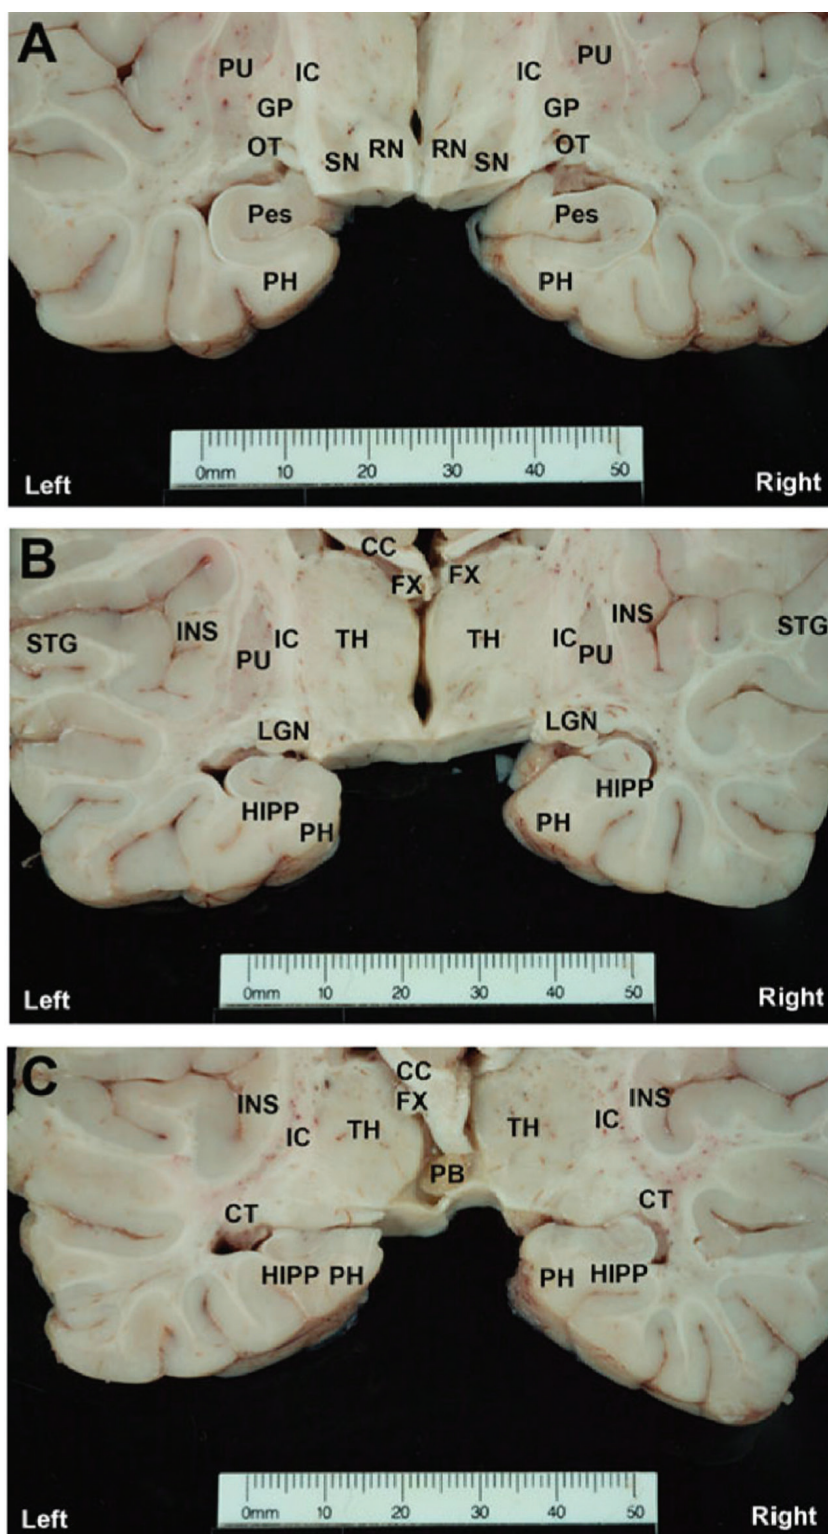 A
PU IC IC PU
GP GP
OT OT
SN RN RN SN
Pes Pes
PH PH
0mm 10 20 30 40 50
Left Right
B
CC
FX FX
STG INS PU IC TH TH IC PU INS STG
LGN LGN
HIPP PH PH HIPP
0mm 10 20 30 40 50
Left Right
C
CC
INS FX INS
IC TH TH IC
PB
CT CT
HIPP PH PH HIPP
0mm 10 20 30 40 50
Left Right